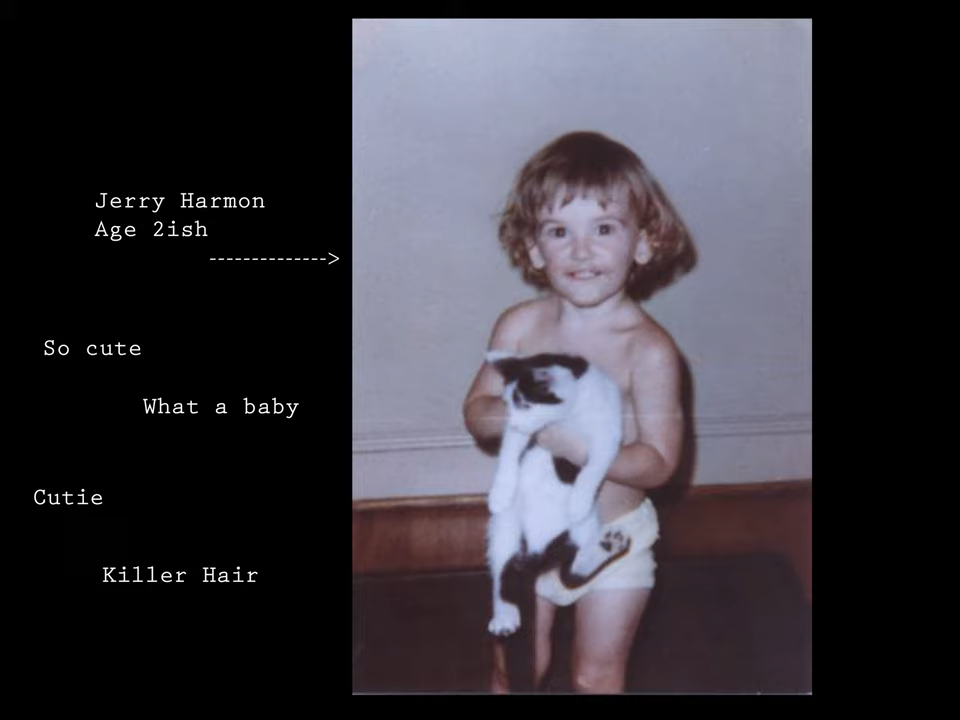 Jerry Harmon
Age 2ish
-------------->
So cute
What a baby
Cutie
Killer Hair